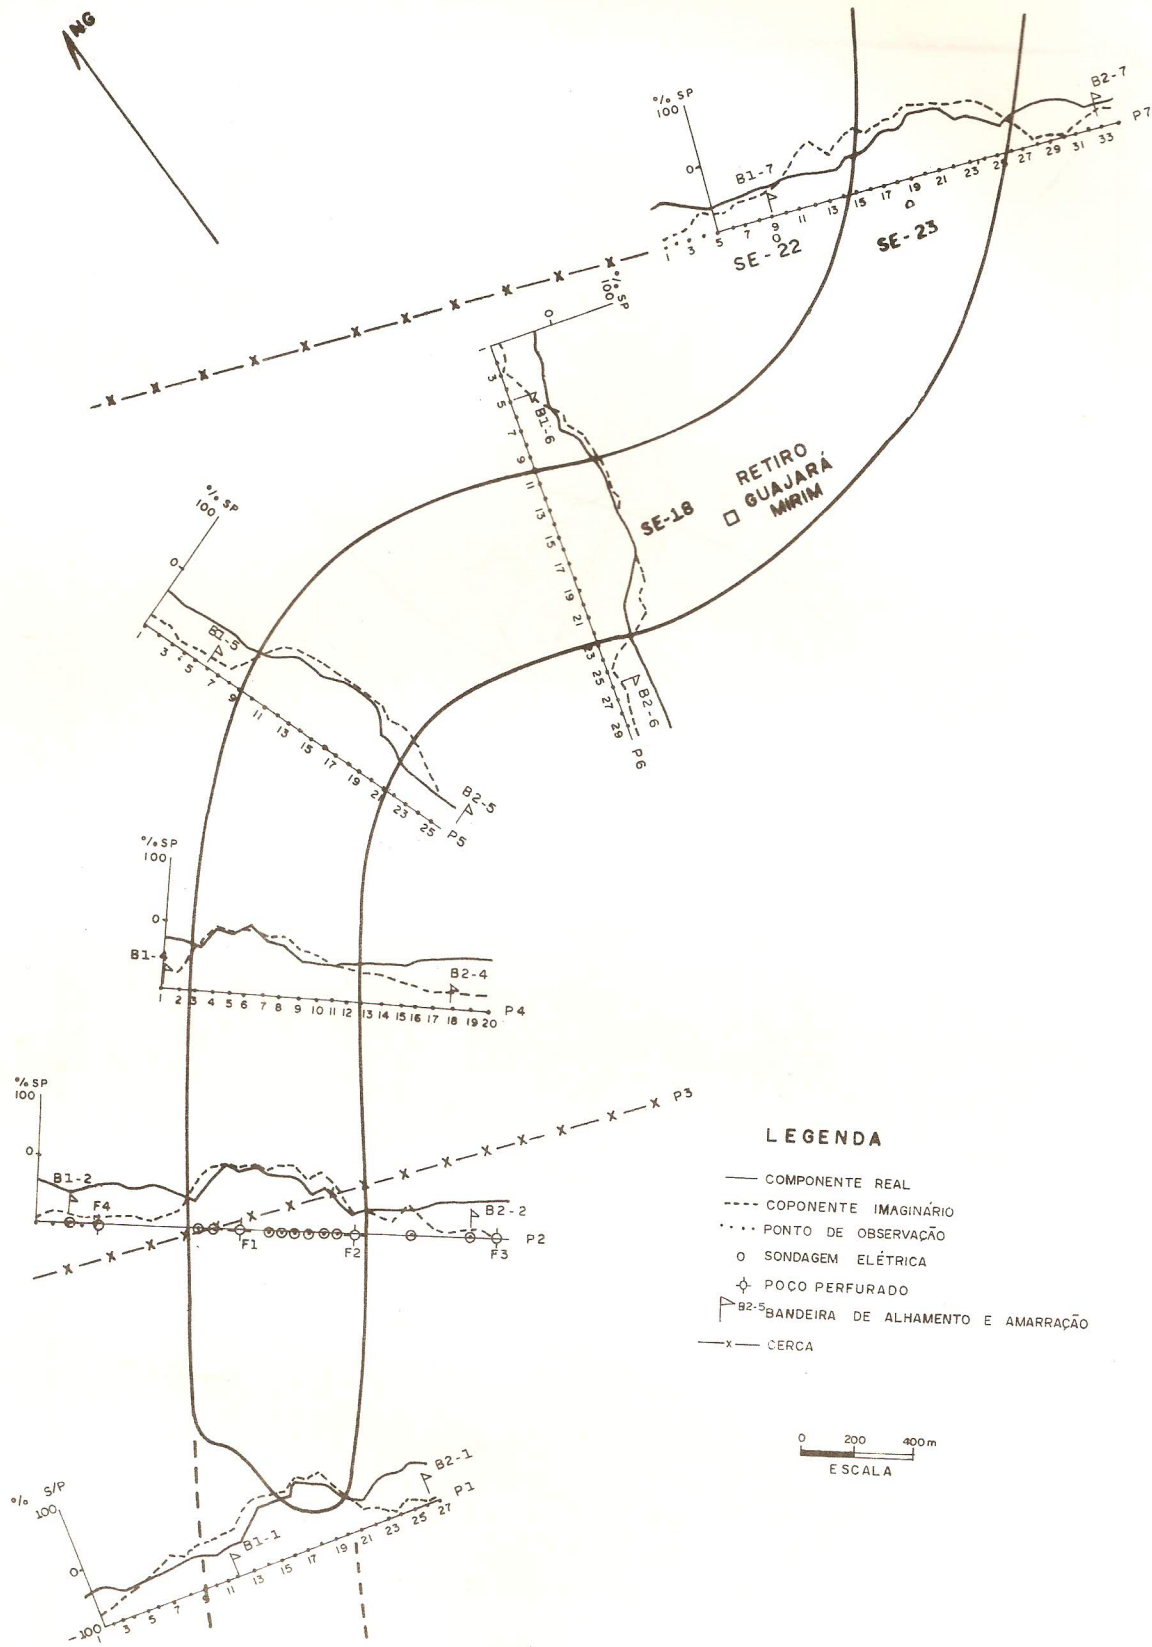 NG
% SP
100
0
B1-7
B2-7
P7
1 3 5 7 9 11 13 15 17 19 21 23 25 27 29 31 33
SE-22
SE-23
% SP
100
0
1 3 5 7 9 11 13 15 17 19 21 23 25 27 29
B1-6
B2-6
P6
SE-18
RETIRO
GUAJARÁ
MIRIM
% SP
100
0
B1-5
1 3 5 7 9 11 13 15 17 19 21 23 25
B2-5
P5
% SP
100
0
B1-4
B2-4
1 2 3 4 5 6 7 8 9 10 11 12 13 14 15 16 17 18 19 20
P4
% SP
100
0
B1-2
F4
F1
F2
B2-2
F3
P2
P3
LEGENDA
COMPONENTE REAL
COPONENTE IMAGINÁRIO
PONTO DE OBSERVAÇÃO
SONDAGEM ELÉTRICA
POÇO PERFURADO
B2-5 BANDEIRA DE ALHAMENTO E AMARRAÇÃO
x CERCA
0 200 400m
ESCALA
% S/P
100
0
-100
B1-1
B2-1
P1
1 3 5 7 9 11 13 15 17 19 21 23 25 27